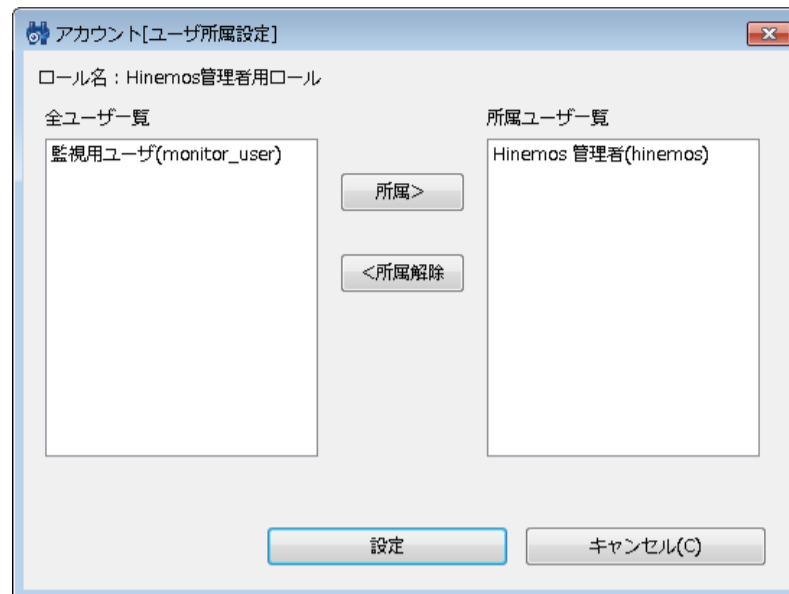 アカウント[ユーザ所属設定]
ロール名：Hinemos管理者用ロール
全ユーザ一覧
所属ユーザ一覧
監視用ユーザ(monitor_user)
Hinemos 管理者(hinemos)
所属>
<所属解除
設定
キャンセル(C)